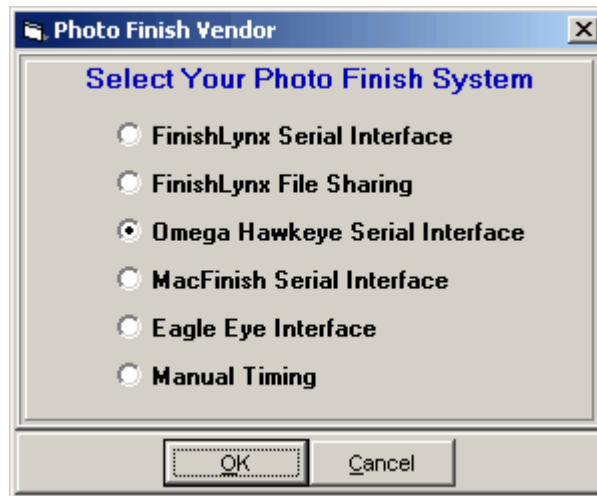 Photo Finish Vendor
Select Your Photo Finish System
FinishLynx Serial Interface
FinishLynx File Sharing
Omega Hawkeye Serial Interface
MacFinish Serial Interface
Eagle Eye Interface
Manual Timing
OK Cancel